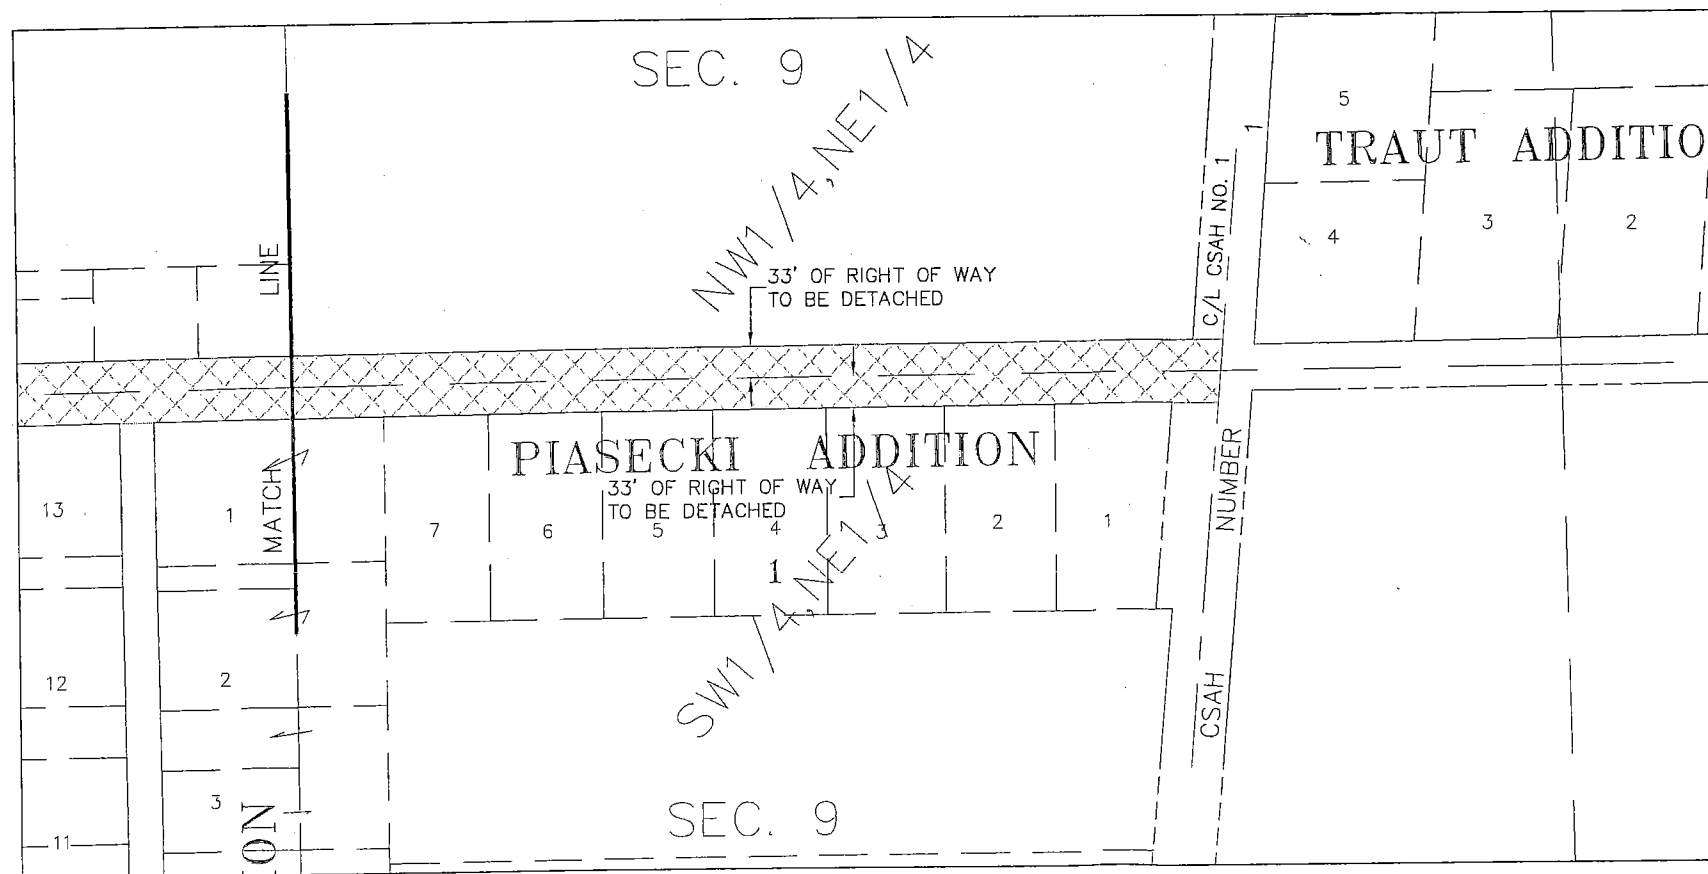 SEC. 9
NW1/4,NE1/4
5
TRAUT ADDITIO
4
3
2
C/L CSAH NO. 1
1
LINE
33' OF RIGHT OF WAY
TO BE DETACHED
PIASECKI ADDITION
33' OF RIGHT OF WAY
TO BE DETACHED
13
1
MATCH
7
6
5
4
3
2
1
1
SW1/4,NE1/4
NUMBER
CSAH
12
2
3
11
ION
SEC. 9